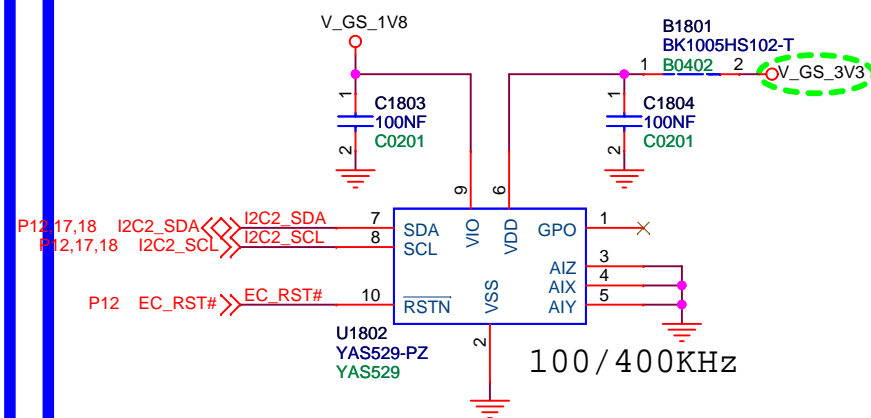 V_GS_1V8
B1801
BK1005HS102-T
B0402
1 2
V_GS_3V3
1
C1803
100NF
C0201
2
1
C1804
100NF
C0201
2
9
6
P12,17,18 I2C2_SDA I2C2_SDA 7 SDA
P12,17,18 I2C2_SCL I2C2_SCL 8 SCL
VIO
VDD
GPO 1
AIZ 3
AIX 4
AIY 5
P12 EC_RST# EC_RST# 10 RSTN
VSS
2
U1802
YAS529-PZ
YAS529
100/400KHz